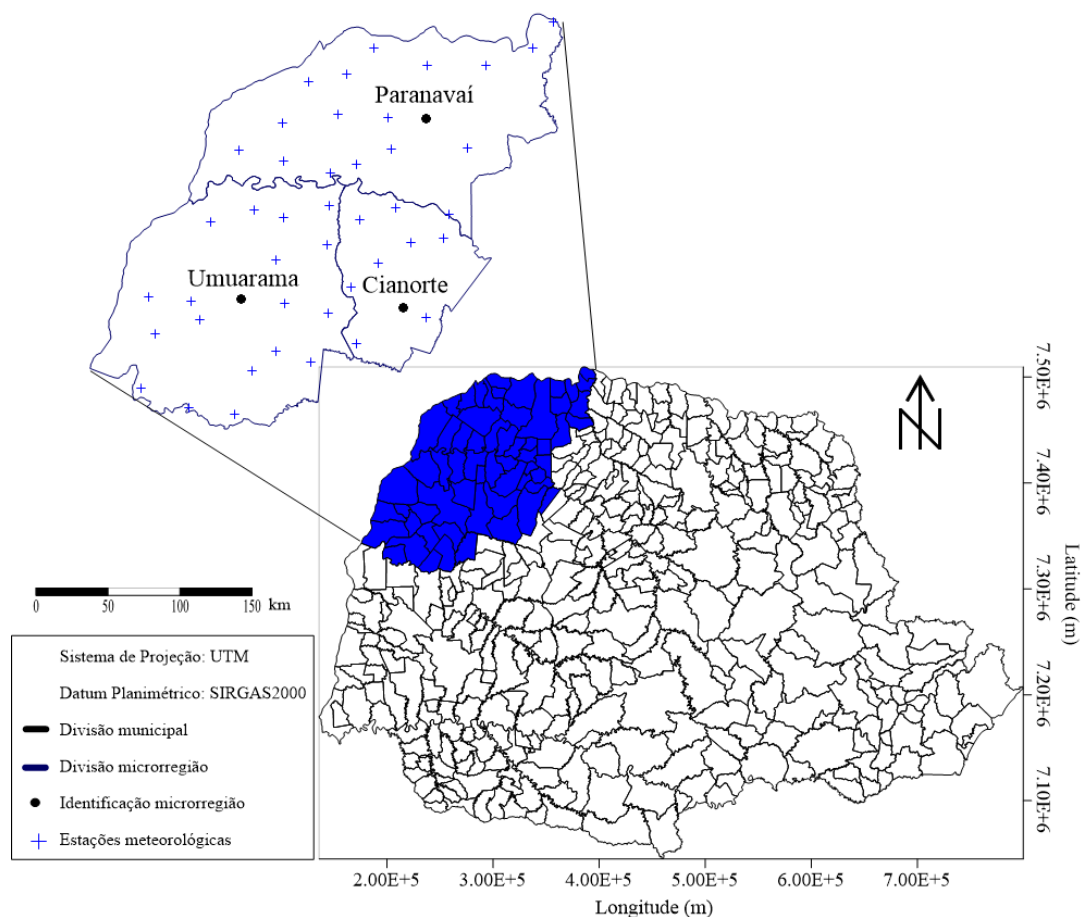 Paranavaí
Umuarama
Cianorte
N
7.50E+6
7.40E+6
7.30E+6
7.20E+6
7.10E+6
Latitude (m)
0 50 100 150 km
Sistema de Projeção: UTM
Datum Planimétrico: SIRGAS2000
Divisão municipal
Divisão microrregião
Identificação microrregião
Estações meteorológicas
2.00E+5 3.00E+5 4.00E+5 5.00E+5 6.00E+5 7.00E+5
Longitude (m)